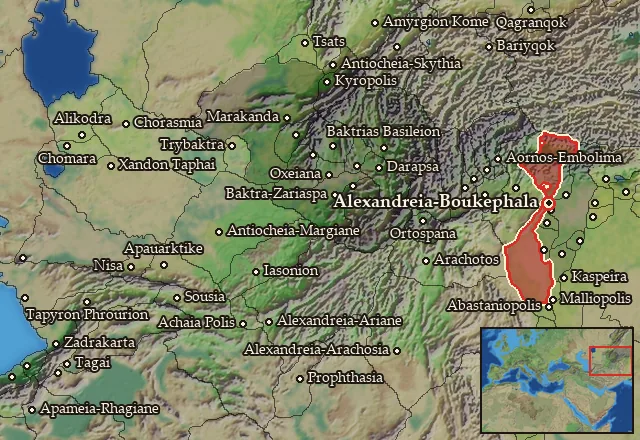 Amyrgion Kome
Qagranqok
Tsats
Bariyqok
Antiocheia-Skythia
Kyropolis
Alikodra
Chorasmia
Marakanda
Baktrias Basileion
Trybaktra
Chomara
Xandon Taphai
Oxeiana
Darapsa
Aornos-Embolima
Baktra-Zariaspa
Alexandreia-Boukephala
Antiocheia-Margiane
Ortospana
Apauarktike
Nisa
Iasonion
Arachotos
Kaspeira
Sousia
Malliopolis
Abastaniopolis
Tapyron Phrourion
Achaia Polis
Alexandreia-Ariane
Zadrakarta
Alexandreia-Arachosia
Tagai
Prophthasia
Apameia-Rhagiane